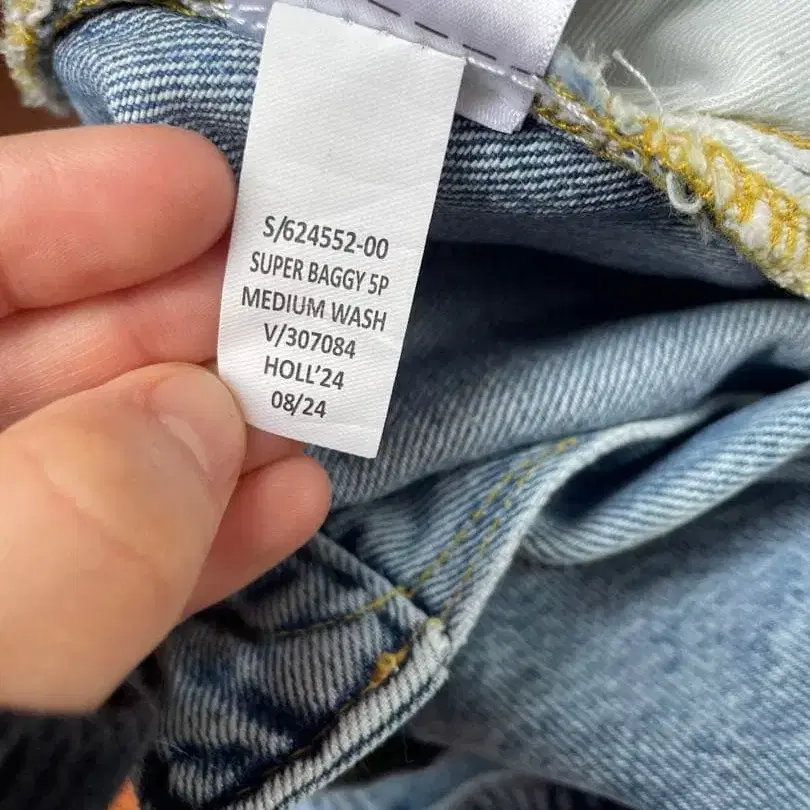 S/624552-00
SUPER BAGGY 5P
MEDIUM WASH
V/307084
HOLL’24
08/24